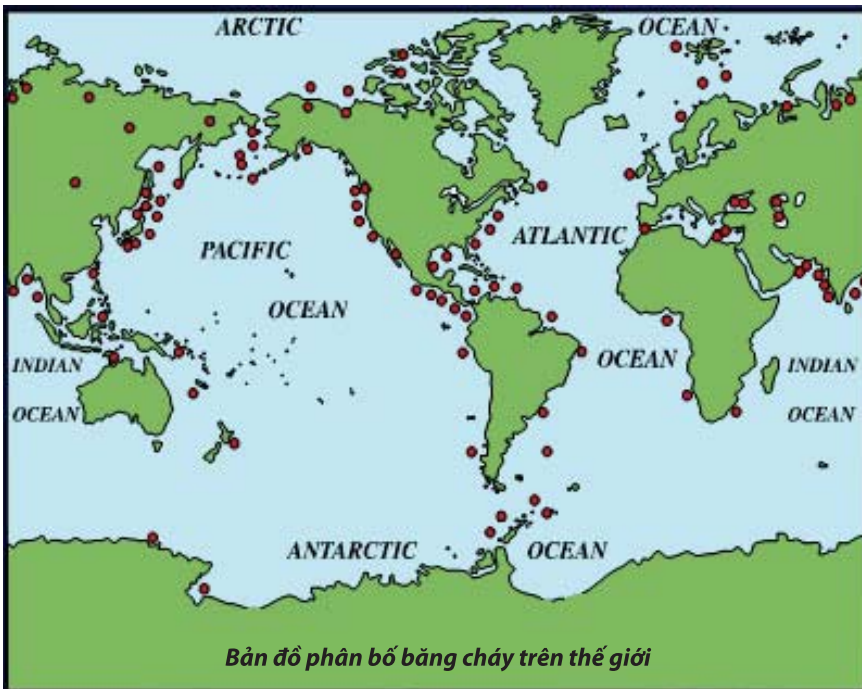 ARCTIC
OCEAN
PACIFIC
OCEAN
ATLANTIC
OCEAN
INDIAN
OCEAN
INDIAN
OCEAN
ANTARCTIC
OCEAN
Bản đồ phân bố băng cháy trên thế giới